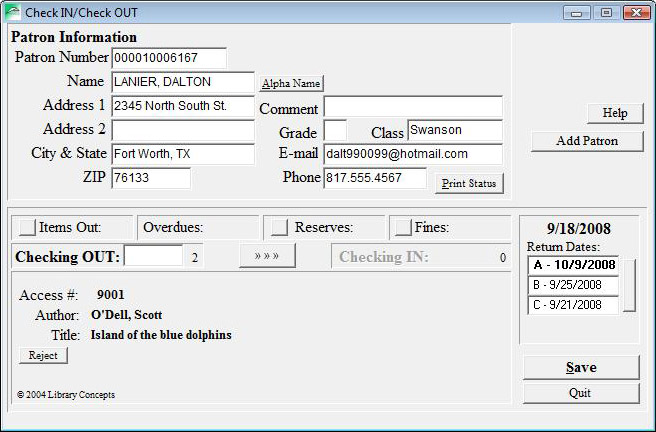 Check IN/Check OUT
Patron Information
Patron Number 000010006167
Name LANIER, DALTON Alpha Name
Address 1 2345 North South St. Comment
Address 2 Grade Class Swanson
City & State Fort Worth, TX E-mail dalt990099@hotmail.com
ZIP 76133 Phone 817.555.4567 Print Status
Help
Add Patron
Items Out: Overdues: Reserves: Fines:
Checking OUT: 2 » » » Checking IN: 0
9/18/2008
Return Dates:
A - 10/9/2008
B - 9/25/2008
C - 9/21/2008
Access #: 9001
Author: O'Dell, Scott
Title: Island of the blue dolphins
Reject
© 2004 Library Concepts
Save
Quit